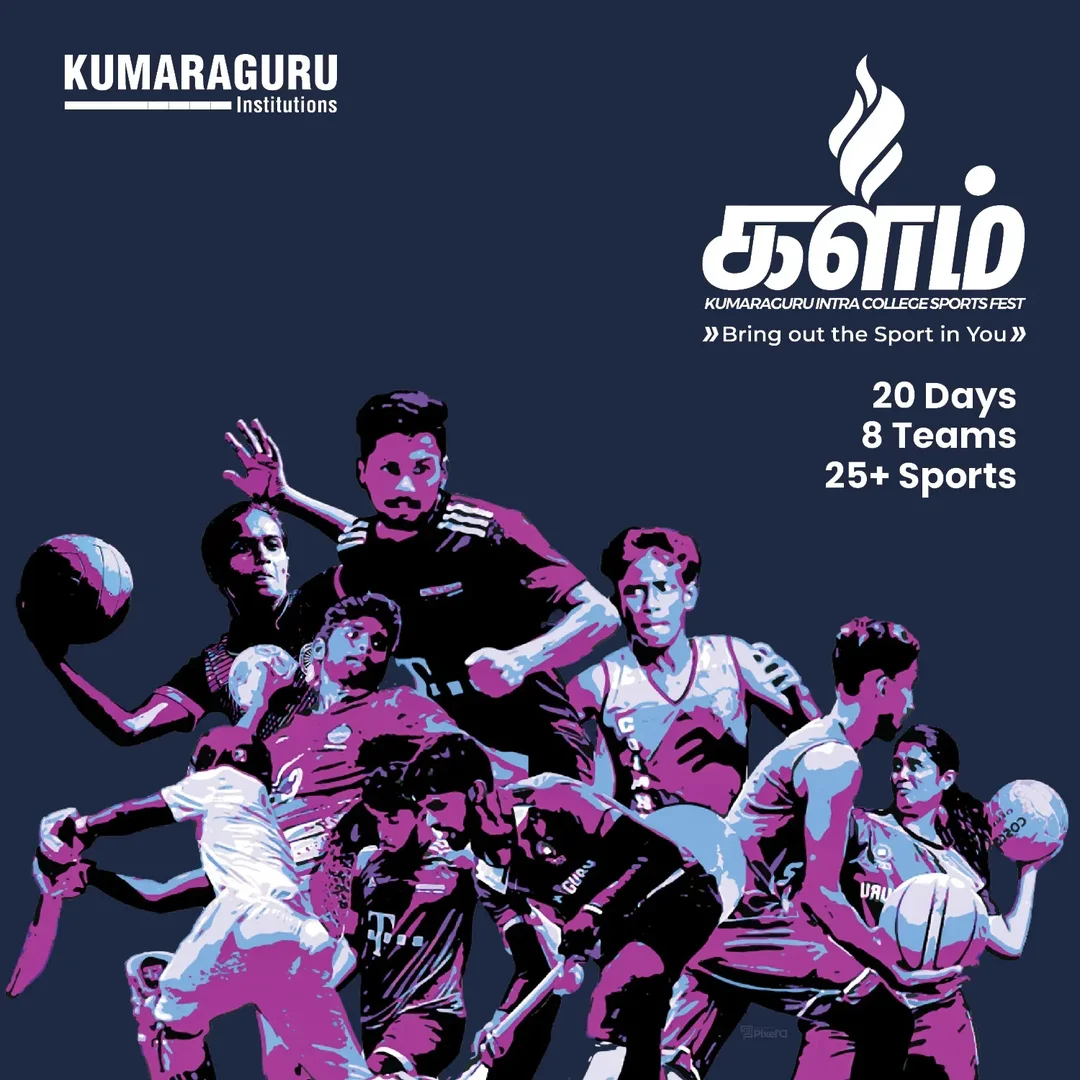 KUMARAGURU
Institutions
களம்
KUMARAGURU INTRA COLLEGE SPORTS FEST
»Bring out the Sport in You»
20 Days
8 Teams
25+ Sports
GURU